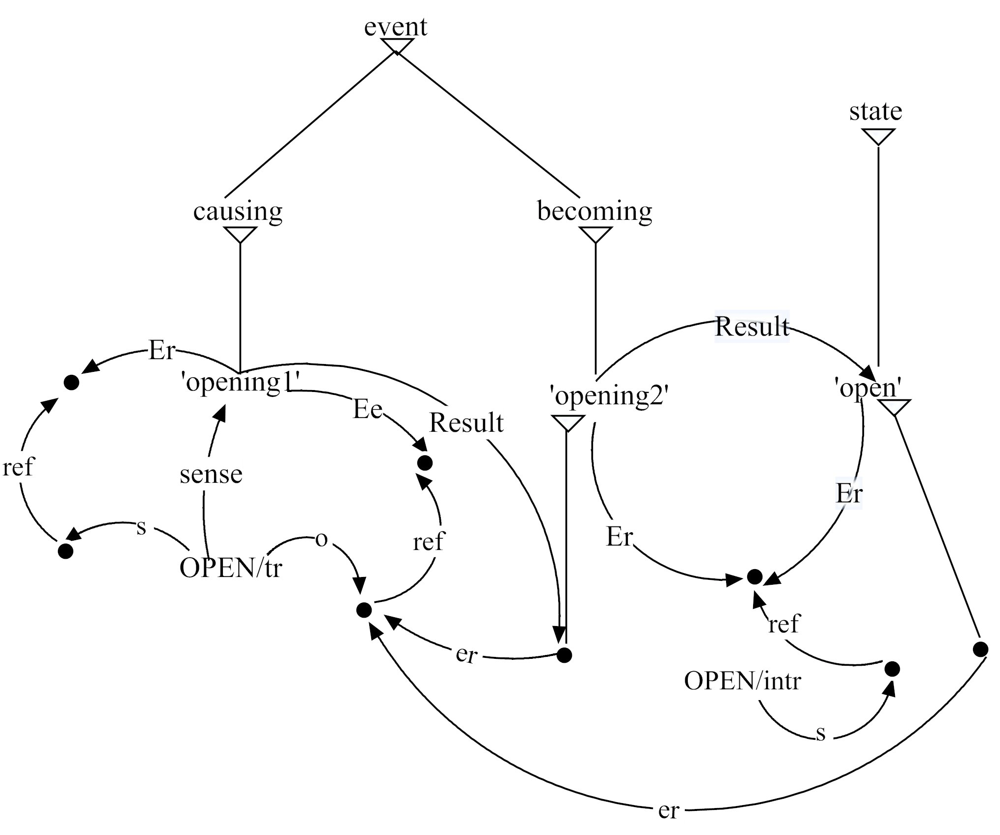 event
state
causing
becoming
Result
Er
'opening1'
'opening2'
'open'
Ee
Result
ref
sense
Er
s
o
ref
Er
ref
er
OPEN/intr
OPEN/tr
s
er